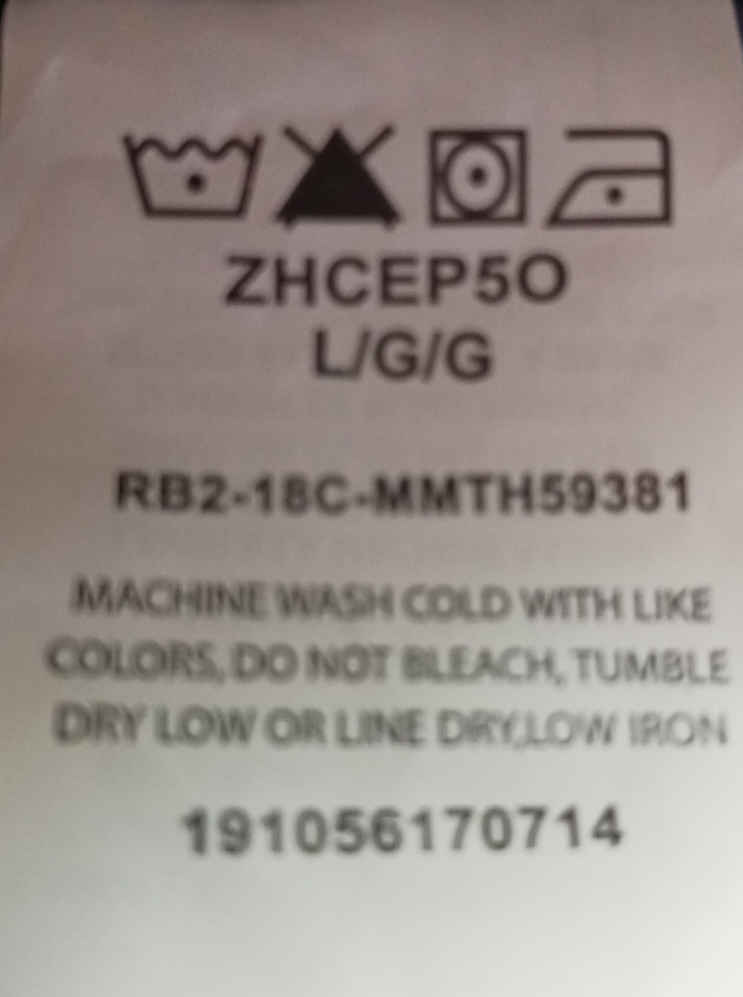 ZHCEP5O
L/G/G
RB2-18C-MMTH59381
MACHINE WASH COLD WITH LIKE
COLORS, DO NOT BLEACH, TUMBLE
DRY LOW OR LINE DRY,LOW IRON
191056170714